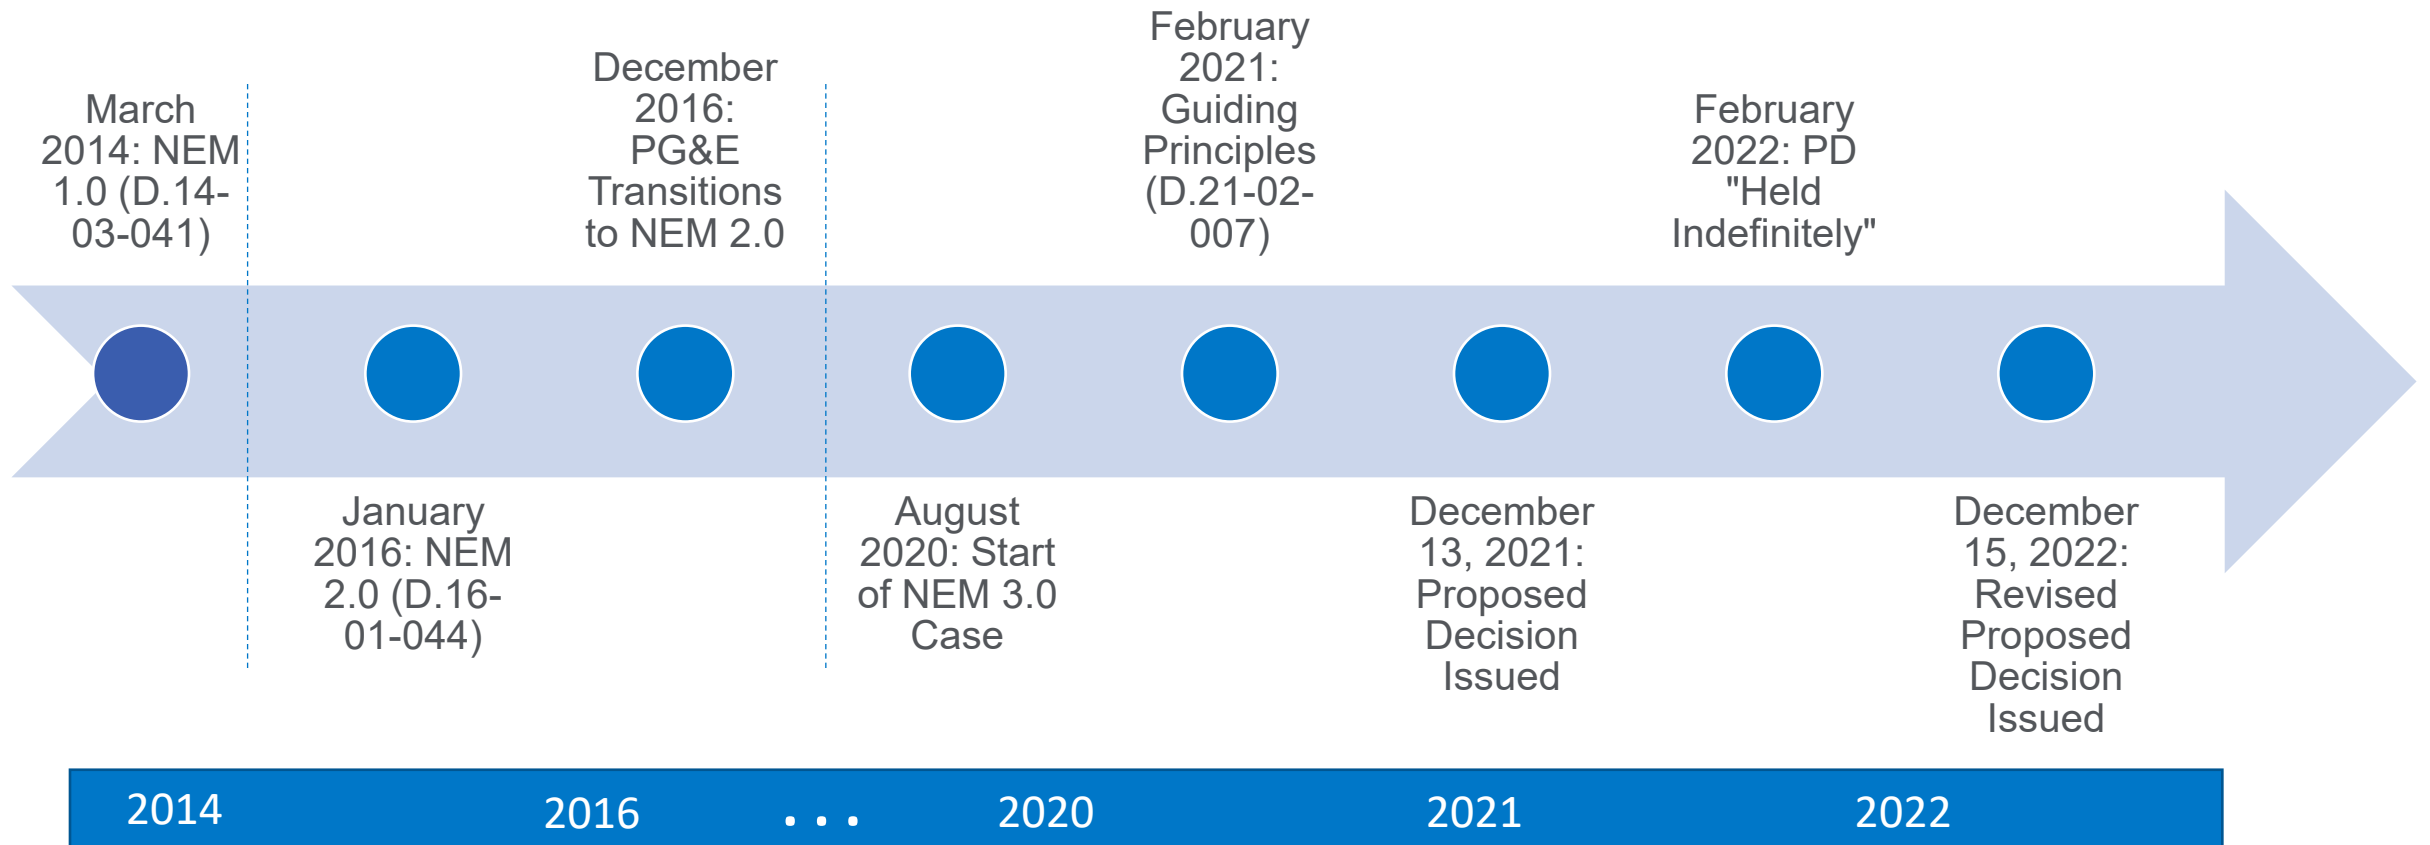 March
2014: NEM
1.0 (D.14-
03-041)
January
2016: NEM
2.0 (D.16-
01-044)
December
2016:
PG&E
Transitions
to NEM 2.0
August
2020: Start
of NEM 3.0
Case
February
2021:
Guiding
Principles
(D.21-02-
007)
December
13, 2021:
Proposed
Decision
Issued
February
2022: PD
"Held
Indefinitely"
December
15, 2022:
Revised
Proposed
Decision
Issued
2014
2016
...
2020
2021
2022